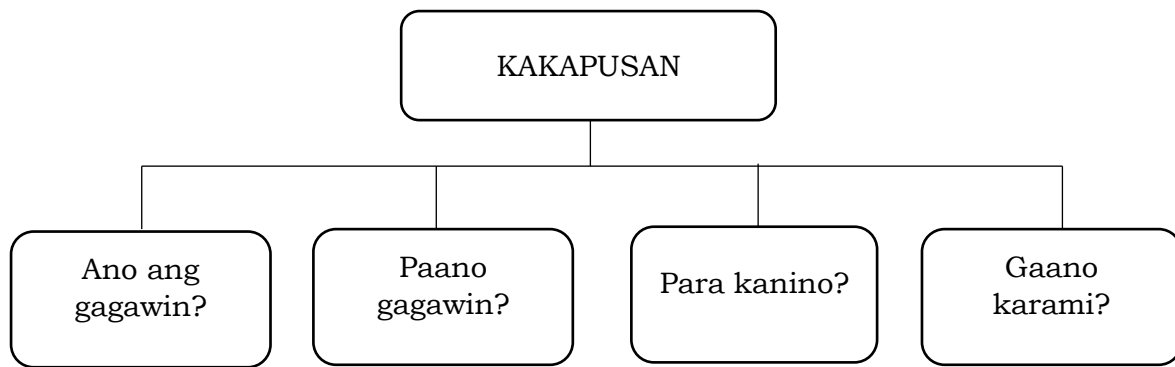 KAKAPUSAN
Ano ang
gagawin?
Paano
gagawin?
Para kanino?
Gaano
karami?